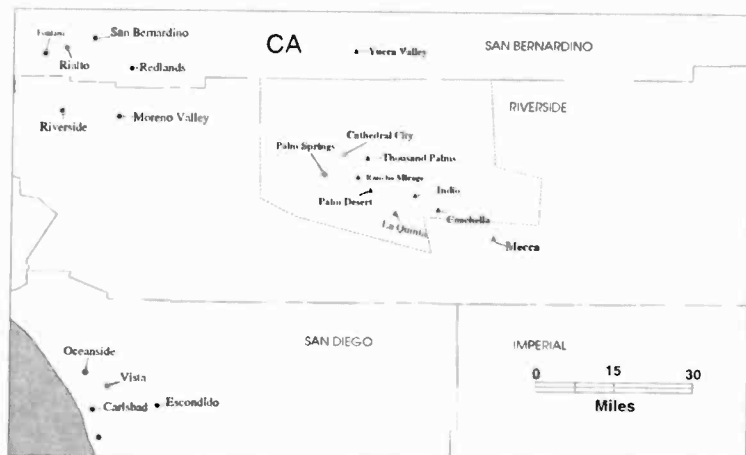 San Bernardino
CA
Yucca Valley
SAN BERNARDINO
Fontana
Rialto
Redlands
RIVERSIDE
Riverside
Moreno Valley
Cathedral City
Palm Springs
Thousand Palms
Rancho Mirage
Indio
Palm Desert
La Quinta
Coachella
Mecca
SAN DIEGO
IMPERIAL
Oceanside
Vista
Carlsbad
Escondido
0 15 30
Miles